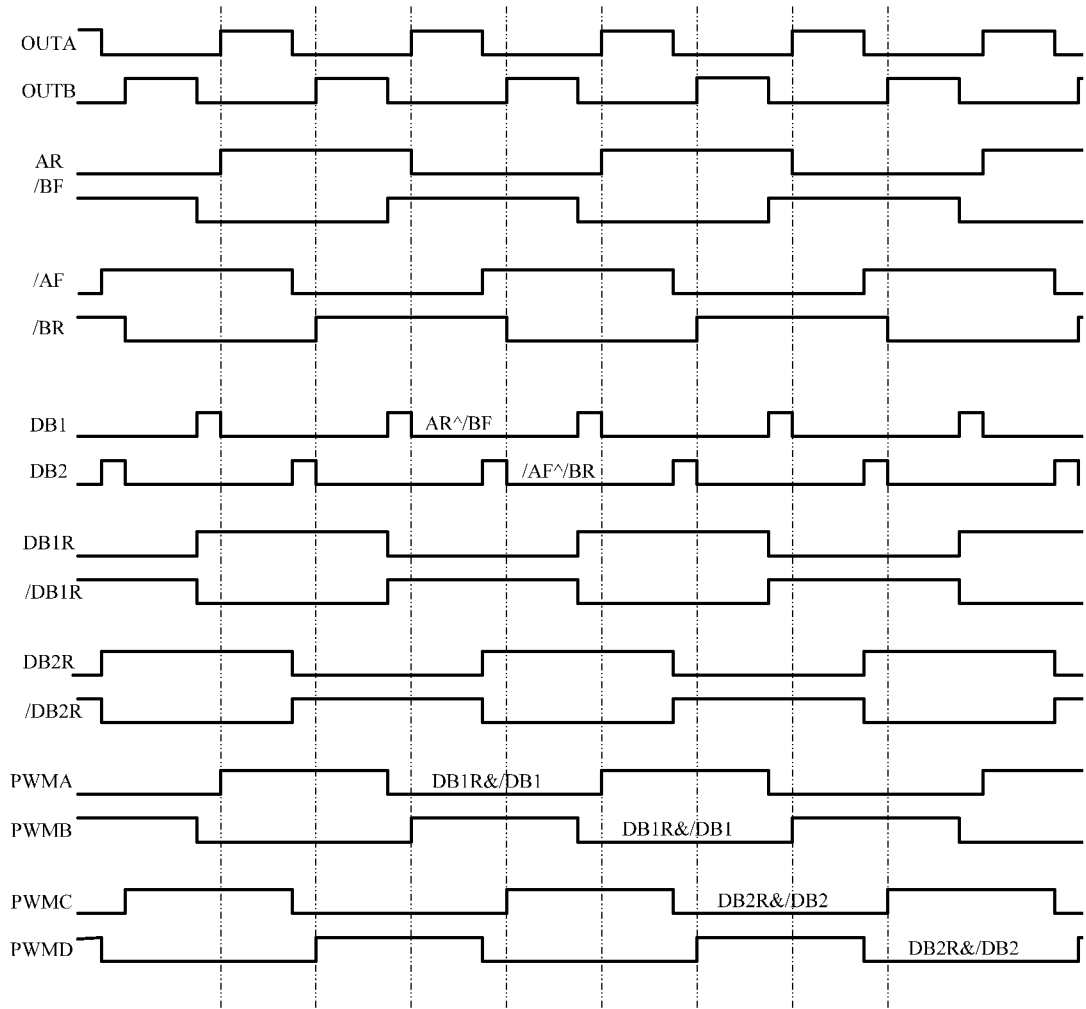 OUTA
OUTB
AR
/BF
/AF
/BR
DB1
AR^/BF
DB2
/AF^/BR
DB1R
/DB1R
DB2R
/DB2R
PWMA
DB1R&/DB1
PWMB
DB1R&/DB1
PWMC
DB2R&/DB2
PWMD
DB2R&/DB2